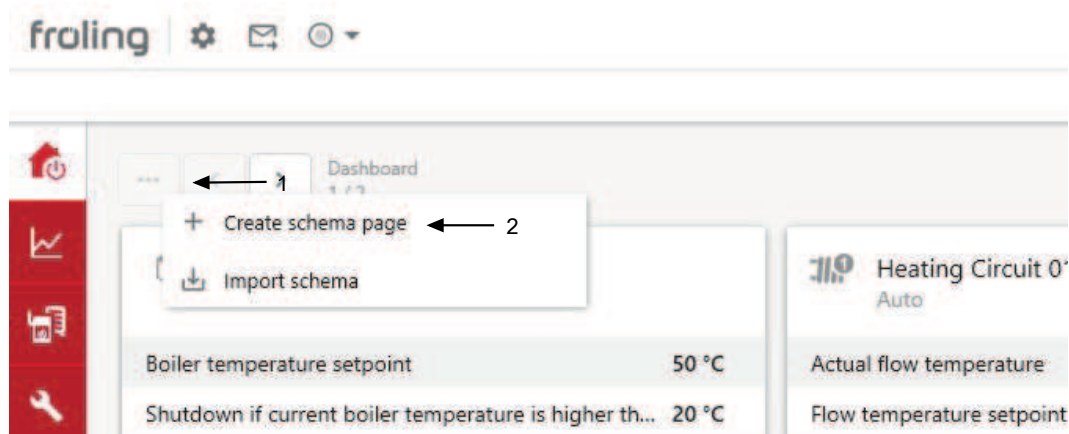 froling
Dashboard
1 / 2
1
Create schema page
2
Import schema
Heating Circuit 01
Auto
Boiler temperature setpoint 50 °C
Actual flow temperature
Shutdown if current boiler temperature is higher th... 20 °C
Flow temperature setpoint